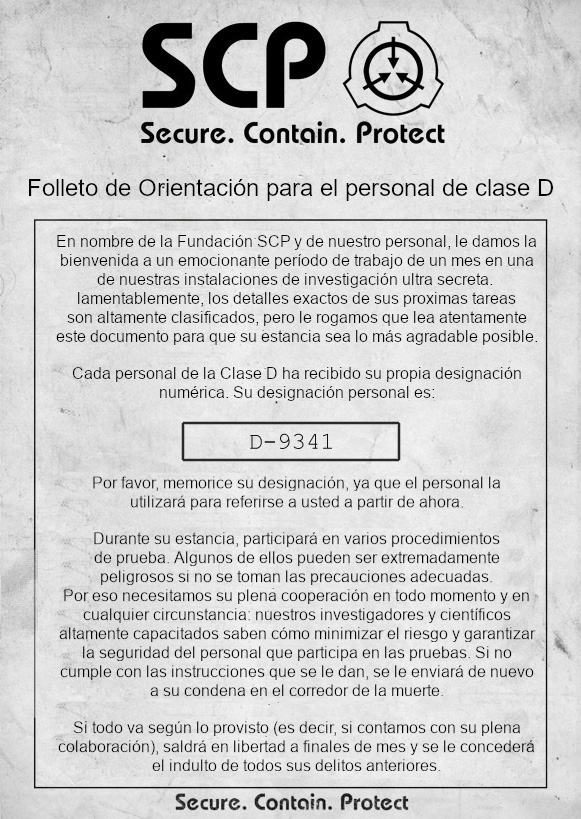 SCP
Secure. Contain. Protect
Folleto de Orientación para el personal de clase D
En nombre de la Fundación SCP y de nuestro personal, le damos la
bienvenida a un emocionante período de trabajo de un mes en una
de nuestras instalaciones de investigación ultra secreta.
lamentablemente, los detalles exactos de sus proximas tareas
son altamente clasificados, pero le rogamos que lea atentamente
este documento para que su estancia sea lo más agradable posible.
Cada personal de la Clase D ha recibido su propia designación
numérica. Su designación personal es:
D-9341
Por favor, memorice su designación, ya que el personal la
utilizará para referirse a usted a partir de ahora.
Durante su estancia, participará en varios procedimientos
de prueba. Algunos de ellos pueden ser extremadamente
peligrosos si no se toman las precauciones adecuadas.
Por eso necesitamos su plena cooperación en todo momento y en
cualquier circunstancia: nuestros investigadores y científicos
altamente capacitados saben cómo minimizar el riesgo y garantizar
la seguridad del personal que participa en las pruebas. Si no
cumple con las instrucciones que se le dan, se le enviará de nuevo
a su condena en el corredor de la muerte.
Si todo va según lo provisto (es decir, si contamos con su plena
colaboración), saldrá en libertad a finales de mes y se le concederá
el indulto de todos sus delitos anteriores.
Secure. Contain. Protect